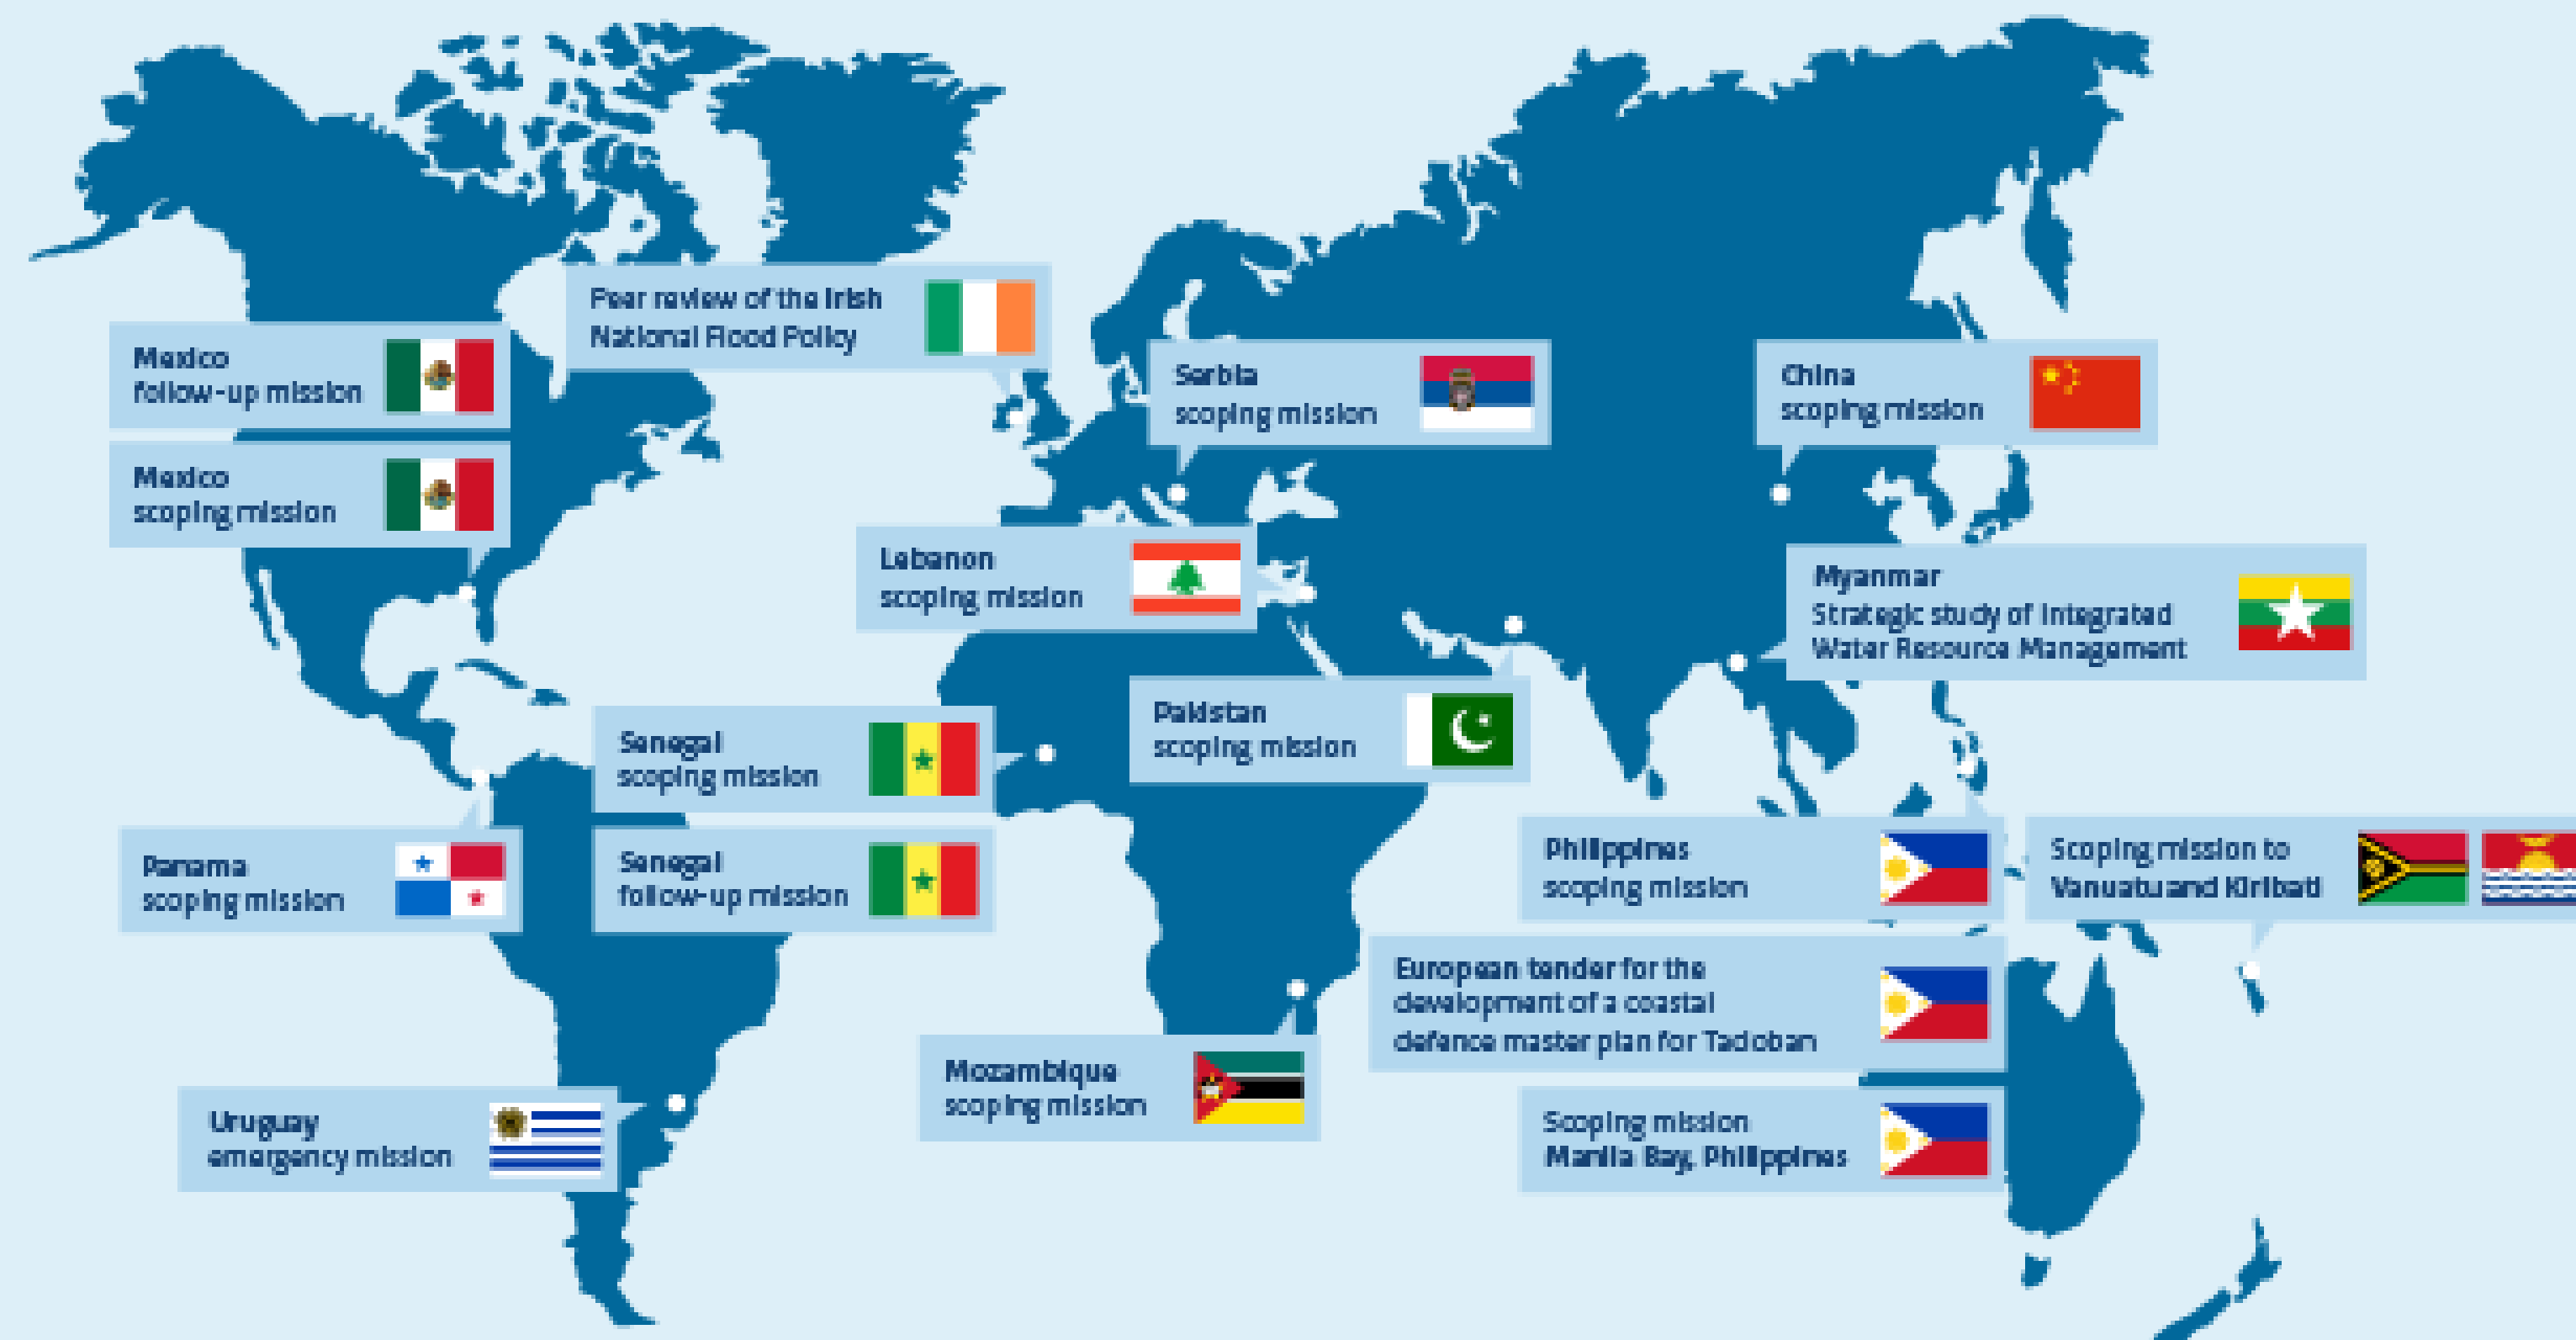 Peer review of the Irish
National Flood Policy
Mexico
follow-up mission
Serbia
scoping mission
China
scoping mission
Mexico
scoping mission
Lebanon
scoping mission
Myanmar
Strategic study of Integrated
Water Resource Management
Pakistan
scoping mission
Senegal
scoping mission
Panama
scoping mission
Senegal
follow-up mission
Philippines
scoping mission
Scoping mission to
Vanuatu and Kiribati
European tender for the
development of a coastal
defence master plan for Tacloban
Mozambique
scoping mission
Uruguay
emergency mission
Scoping mission
Manila Bay, Philippines